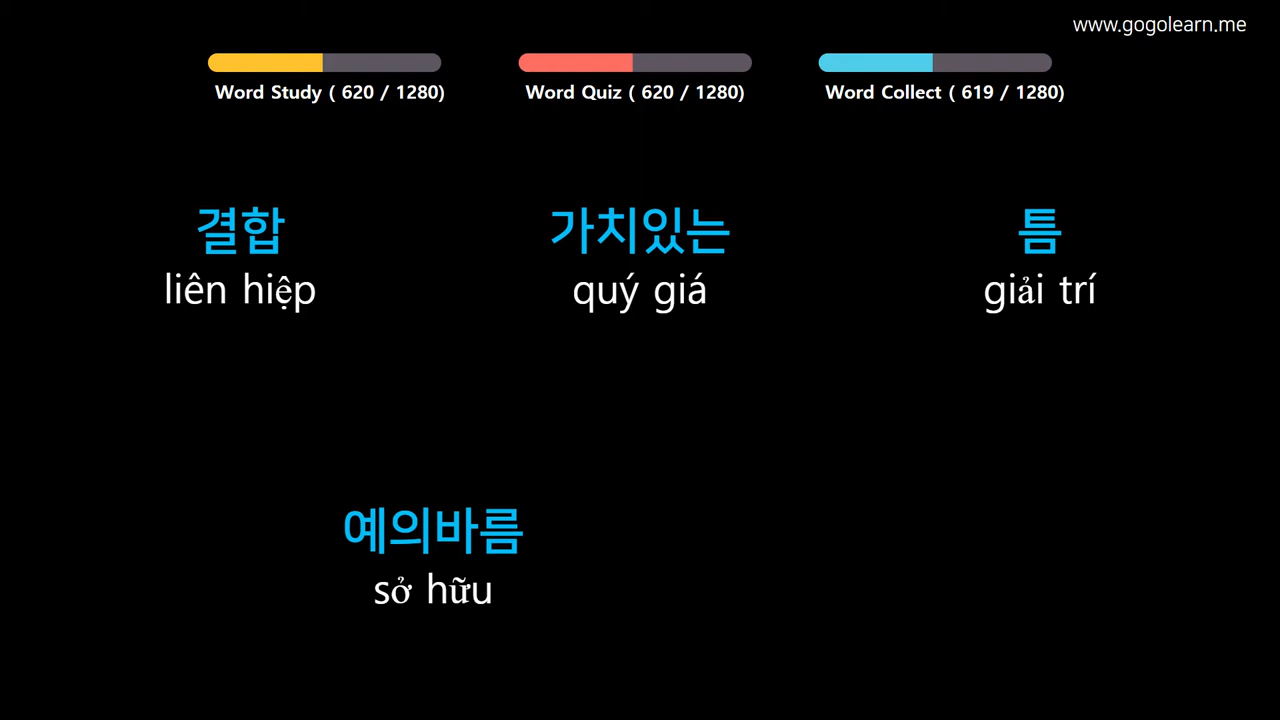 www.gogolearn.me
Word Study ( 620 / 1280)
Word Quiz ( 620 / 1280)
Word Collect ( 619 / 1280)
결합
liên hiệp
가치있는
quý giá
틈
giải trí
예의바름
sở hữu